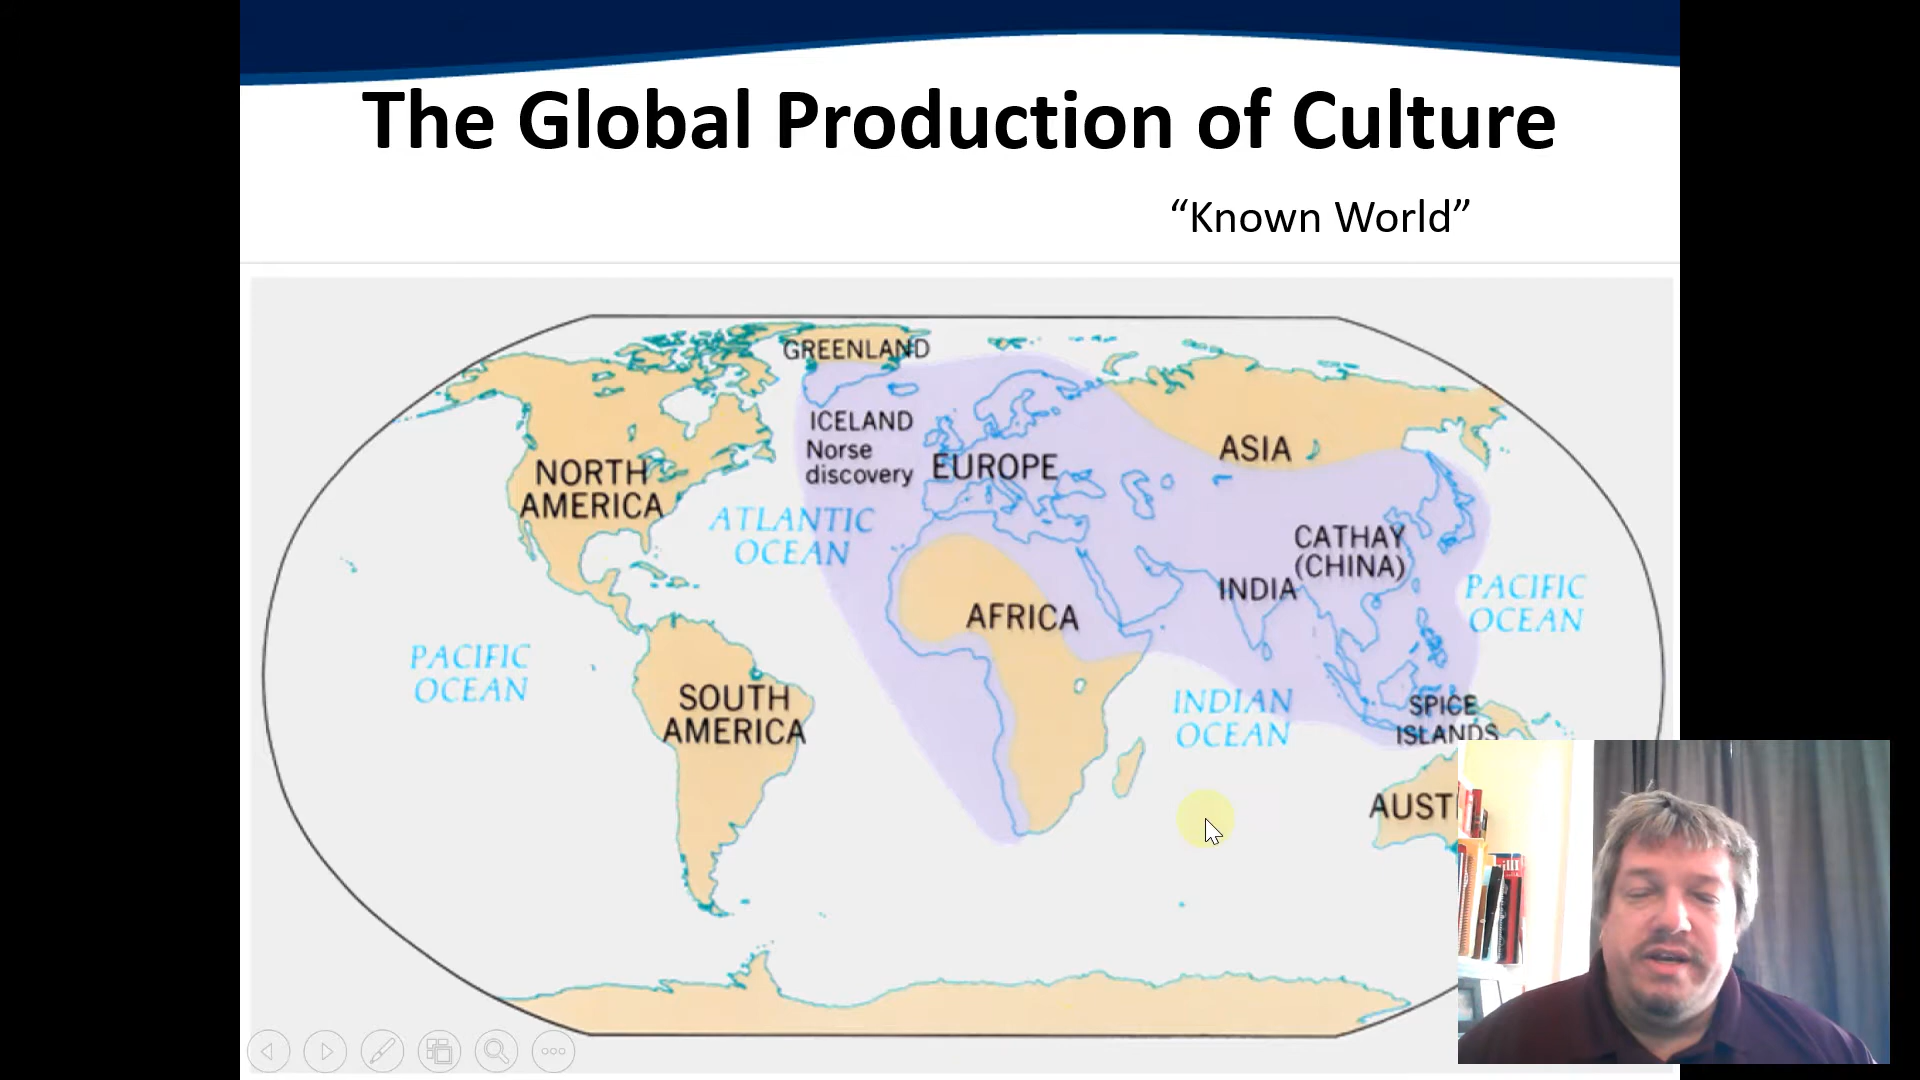 The Global Production of Culture
“Known World”
GREENLAND
ICELAND
Norse
discovery
EUROPE
ASIA
NORTH
AMERICA
ATLANTIC
OCEAN
CATHAY
(CHINA)
INDIA
PACIFIC
OCEAN
AFRICA
PACIFIC
OCEAN
SOUTH
AMERICA
INDIAN
OCEAN
SPICE
ISLANDS
AUST